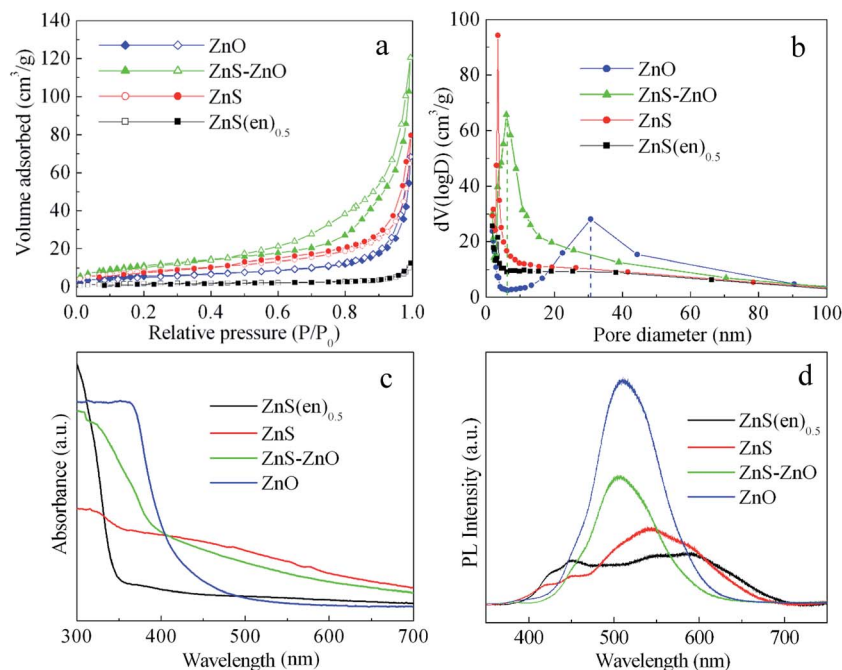 a
ZnO
ZnS-ZnO
ZnS
ZnS(en)0.5
Volume adsorbed (cm3/g)
140
120
100
80
60
40
20
0
0.0 0.2 0.4 0.6 0.8 1.0
Relative pressure (P/P0)
b
ZnO
ZnS-ZnO
ZnS
ZnS(en)0.5
dV(logD) (cm3/g)
100
80
60
40
20
0
0 20 40 60 80 100
Pore diameter (nm)
c
ZnS(en)0.5
ZnS
ZnS-ZnO
ZnO
Absorbance (a.u.)
300 400 500 600 700
Wavelength (nm)
d
ZnS(en)0.5
ZnS
ZnS-ZnO
ZnO
PL Intensity (a.u.)
400 500 600 700
Wavelength (nm)